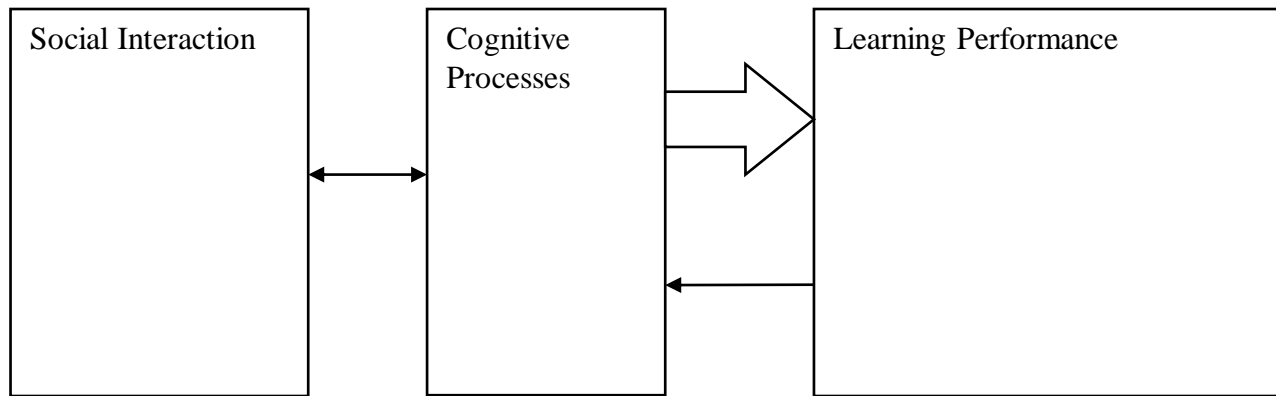 Social Interaction
Cognitive
Processes
Learning Performance